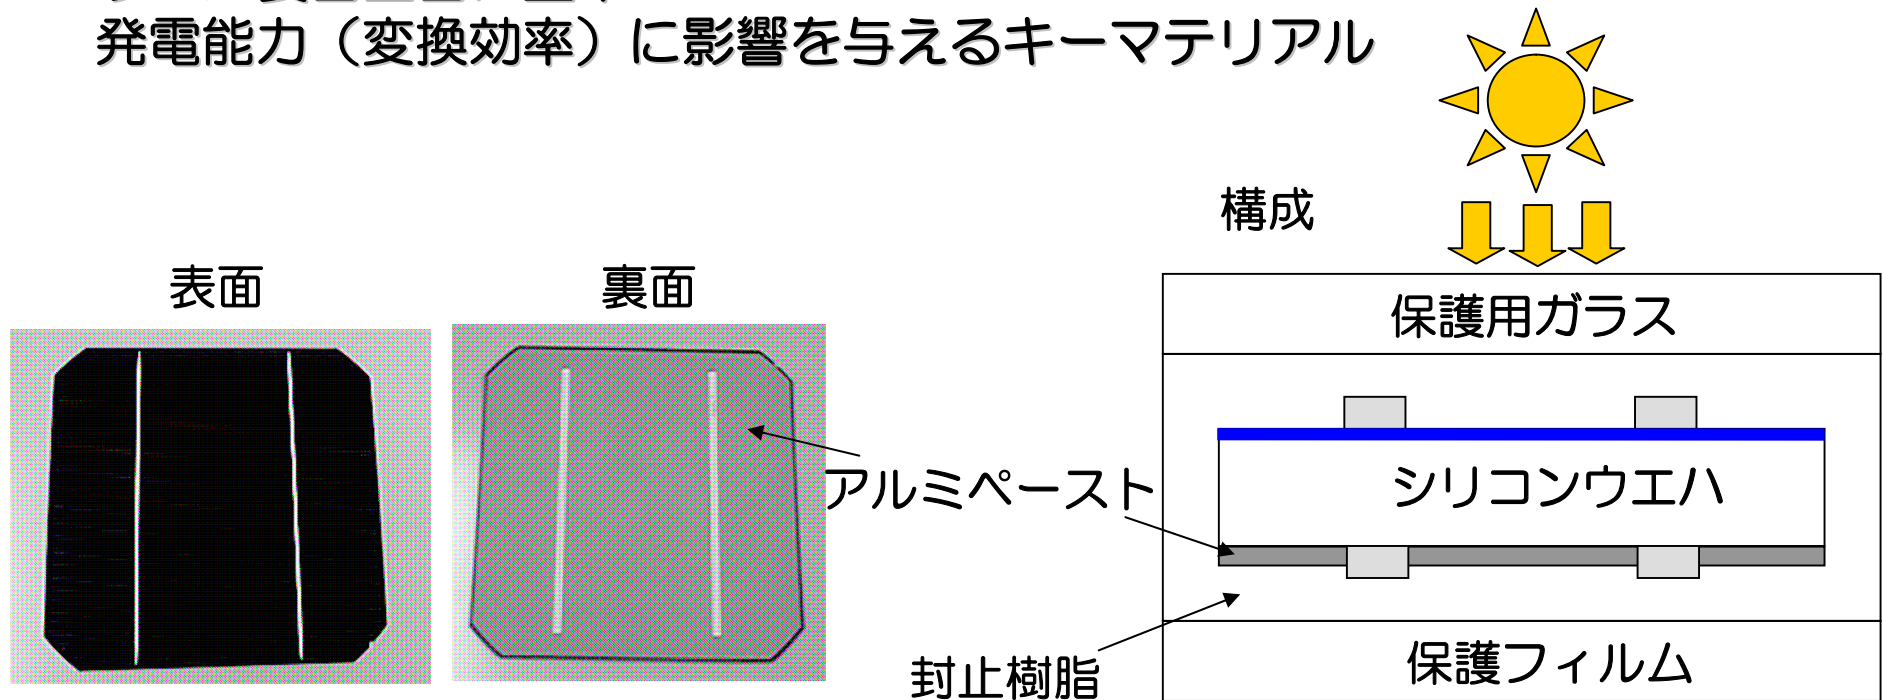 発電能力（変換効率）に影響を与えるキーマテリアル
構成
表面
裏面
保護用ガラス
アルミペースト
シリコンウエハ
封止樹脂
保護フィルム